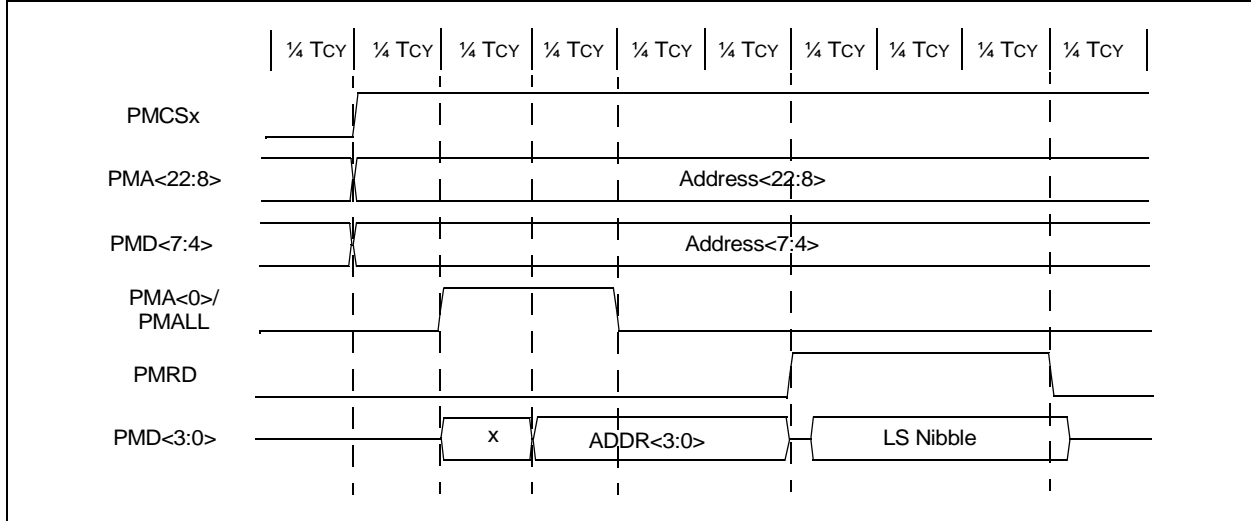 ¼ TCY ¼ TCY ¼ TCY ¼ TCY ¼ TCY ¼ TCY ¼ TCY ¼ TCY ¼ TCY ¼ TCY
PMCSx
PMA<22:8> Address<22:8>
PMD<7:4> Address<7:4>
PMA<0>/
PMALL
PMRD
PMD<3:0> x ADDR<3:0> LS Nibble